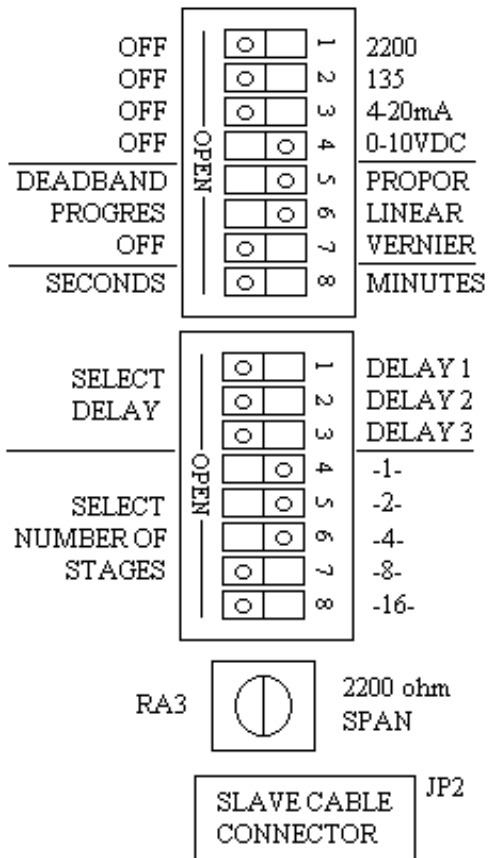 OFF 1 2200
OFF 2 135
OFF 3 4-20mA
OFF 4 0-10VDC
OPEN
DEADBAND 5 PROPOR
PROGRES 6 LINEAR
OFF 7 VERNIER
SECONDS 8 MINUTES
SELECT DELAY
1 DELAY 1
2 DELAY 2
3 DELAY 3
OPEN
SELECT NUMBER OF STAGES
4 -1-
5 -2-
6 -4-
7 -8-
8 -16-
RA3
2200 ohm
SPAN
JP2
SLAVE CABLE
CONNECTOR